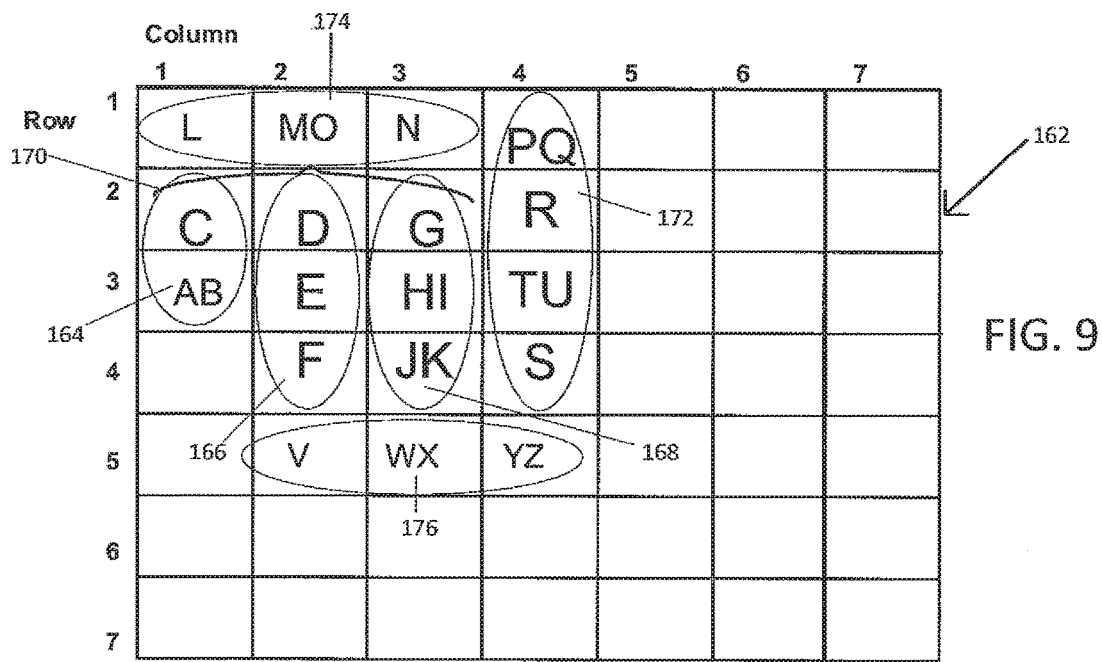 174
Column
1 2 3 4 5 6 7
1 L MO N PQ
Row
170 162
2 C D G R 172
3 AB E HI TU
164 FIG. 9
4 F JK S
5 166 V WX YZ 168
176
6
7